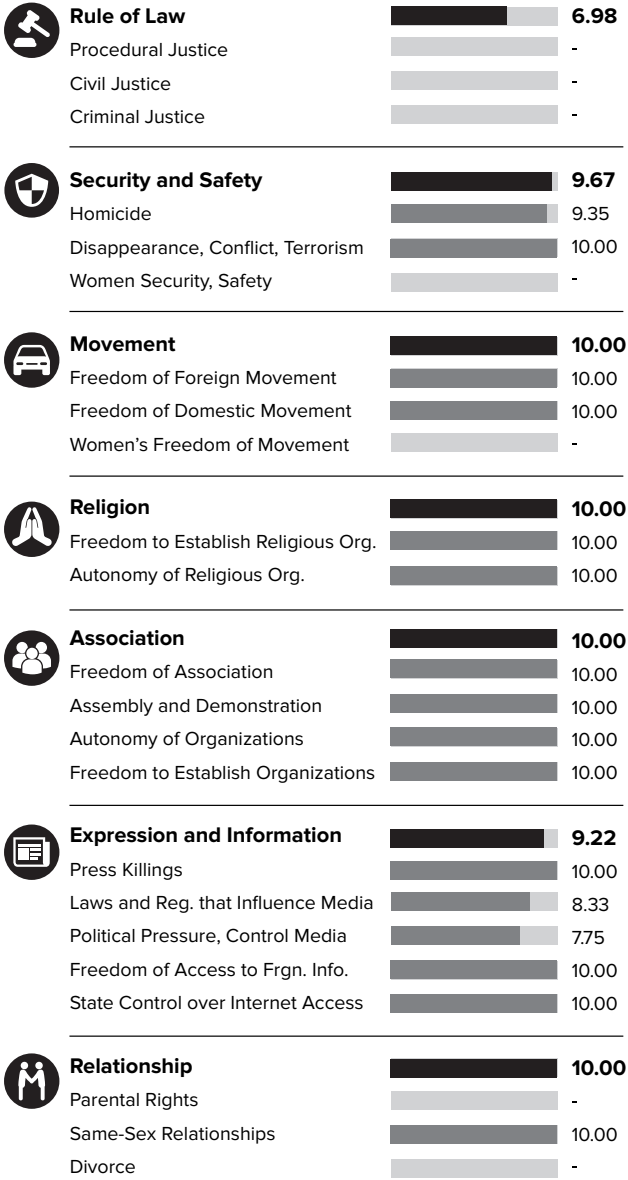 Rule of Law 6.98
Procedural Justice -
Civil Justice -
Criminal Justice -
Security and Safety 9.67
Homicide 9.35
Disappearance, Conflict, Terrorism 10.00
Women Security, Safety -
Movement 10.00
Freedom of Foreign Movement 10.00
Freedom of Domestic Movement 10.00
Women's Freedom of Movement -
Religion 10.00
Freedom to Establish Religious Org. 10.00
Autonomy of Religious Org. 10.00
Association 10.00
Freedom of Association 10.00
Assembly and Demonstration 10.00
Autonomy of Organizations 10.00
Freedom to Establish Organizations 10.00
Expression and Information 9.22
Press Killings 10.00
Laws and Reg. that Influence Media 8.33
Political Pressure, Control Media 7.75
Freedom of Access to Frgn. Info. 10.00
State Control over Internet Access 10.00
Relationship 10.00
Parental Rights -
Same-Sex Relationships 10.00
Divorce -